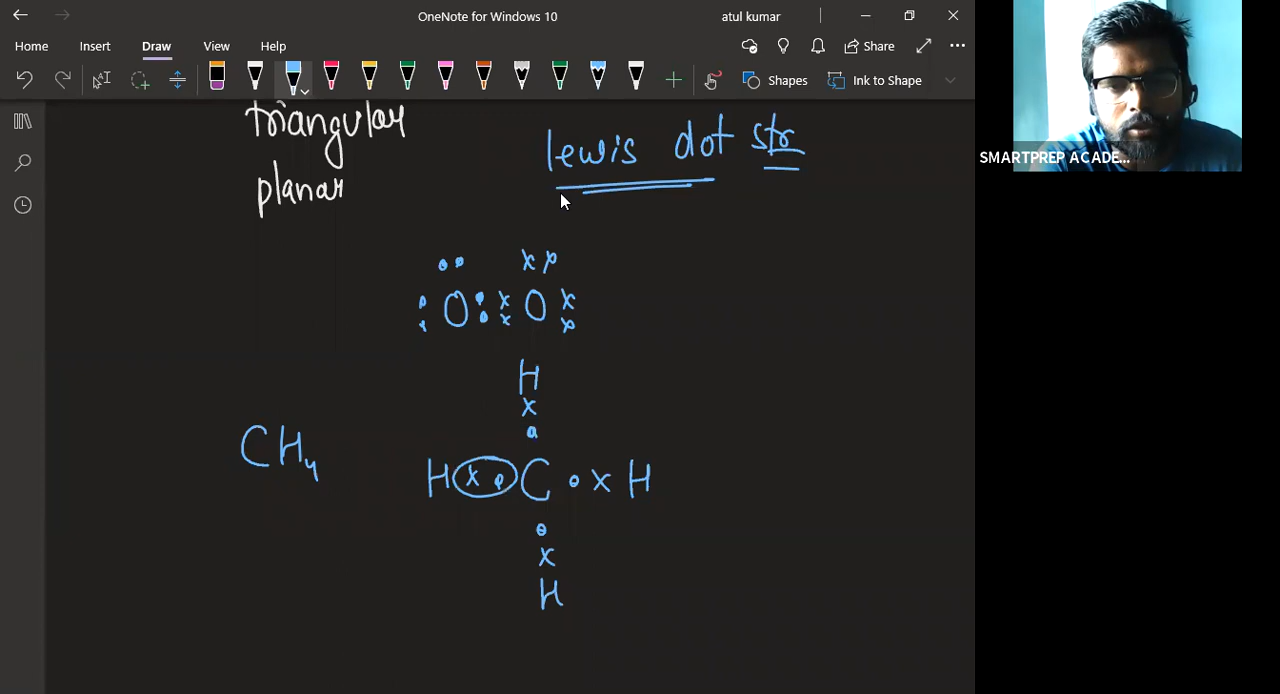 OneNote for Windows 10
atul kumar
Home Insert Draw View Help
Share
Shapes
Ink to Shape
SMARTPREP ACADE...
triangular
planar
lewis dot str
O O
H
CH4
H C H
H